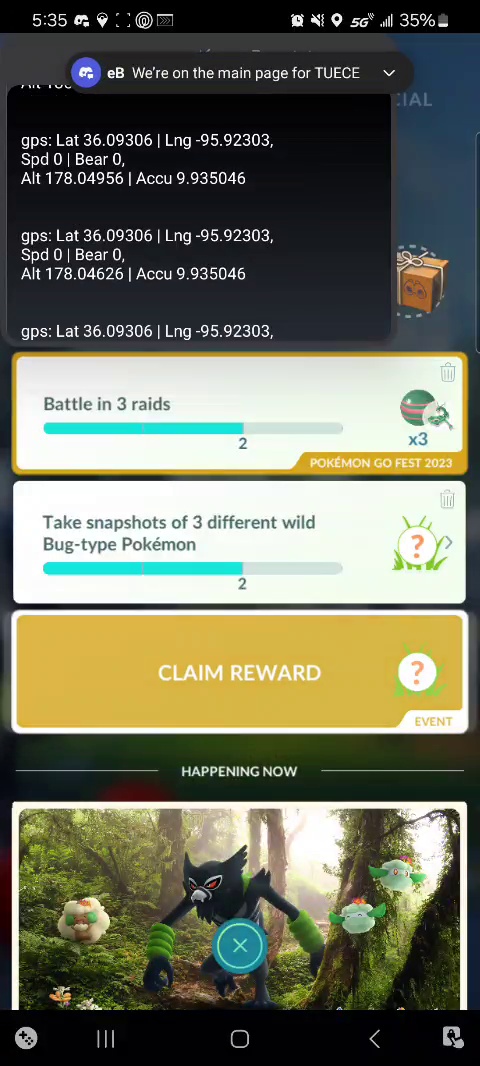 5:35
5G
35%
eB We're on the main page for TUECE
CIAL
gps: Lat 36.09306 | Lng -95.92303,
Spd 0 | Bear 0,
Alt 178.04956 | Accu 9.935046
gps: Lat 36.09306 | Lng -95.92303,
Spd 0 | Bear 0,
Alt 178.04626 | Accu 9.935046
gps: Lat 36.09306 | Lng -95.92303,
Battle in 3 raids
2
x3
POKÉMON GO FEST 2023
Take snapshots of 3 different wild
Bug-type Pokémon
?
2
CLAIM REWARD
?
EVENT
HAPPENING NOW